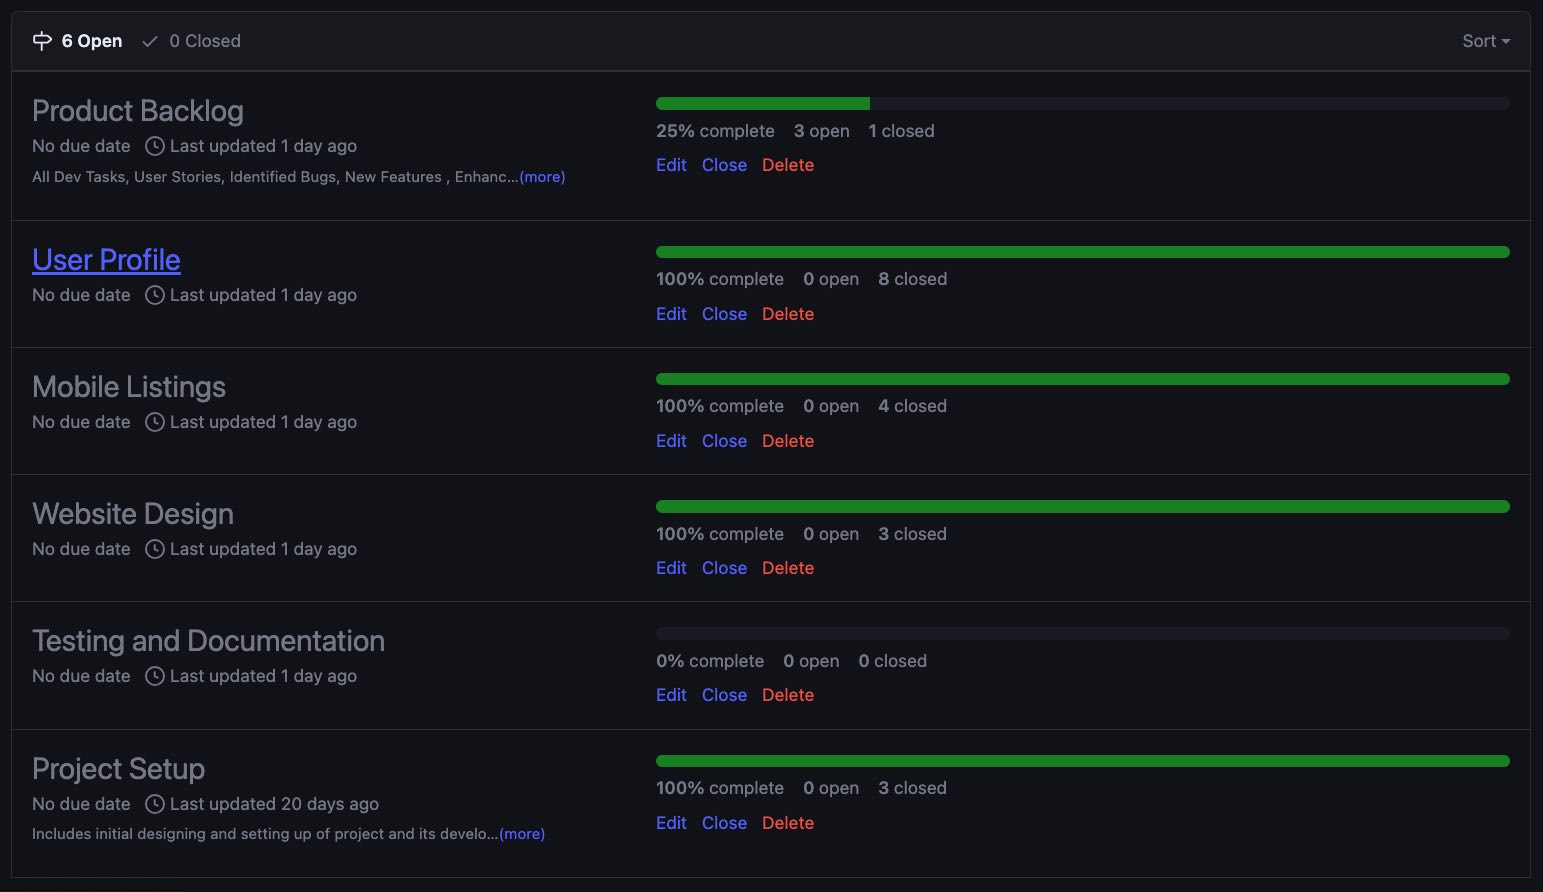 6 Open 0 Closed Sort
Product Backlog
No due date Last updated 1 day ago
All Dev Tasks, User Stories, Identified Bugs, New Features , Enhanc...(more)
25% complete 3 open 1 closed
Edit Close Delete
User Profile
No due date Last updated 1 day ago
100% complete 0 open 8 closed
Edit Close Delete
Mobile Listings
No due date Last updated 1 day ago
100% complete 0 open 4 closed
Edit Close Delete
Website Design
No due date Last updated 1 day ago
100% complete 0 open 3 closed
Edit Close Delete
Testing and Documentation
No due date Last updated 1 day ago
0% complete 0 open 0 closed
Edit Close Delete
Project Setup
No due date Last updated 20 days ago
Includes initial designing and setting up of project and its develo...(more)
100% complete 0 open 3 closed
Edit Close Delete